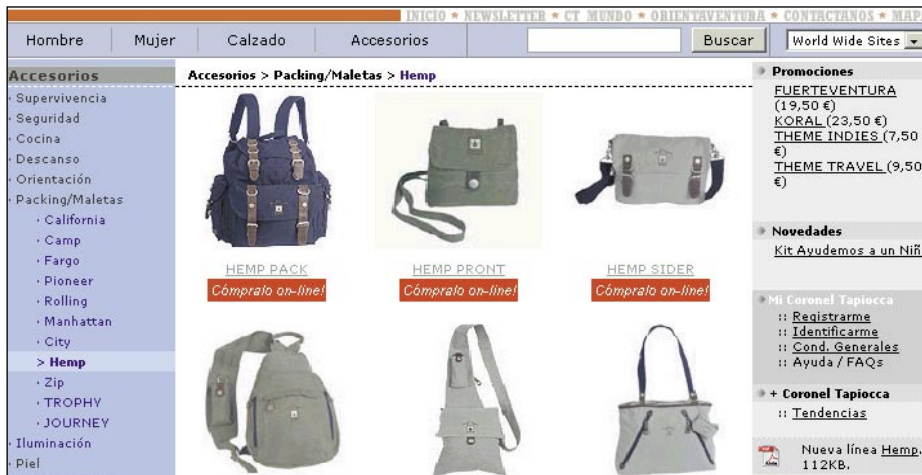 INICIO ★ NEWSLETTER ★ CT MUNDO ★ ORIENTAVENTURA ★ CONTACTANOS ★ MAPA
Hombre Mujer Calzado Accesorios Buscar World Wide Sites
Accesorios
· Supervivencia
· Seguridad
· Cocina
· Descanso
· Orientación
· Packing/Maletas
· California
· Camp
· Fargo
· Pioneer
· Rolling
· Manhattan
· City
> Hemp
· Zip
· TROPHY
· JOURNEY
· Iluminación
· Piel
Accesorios > Packing/Maletas > Hemp
HEMP PACK
Cómpralo on-line!
HEMP PRONT
Cómpralo on-line!
HEMP SIDER
Cómpralo on-line!
Promociones
FUERTEVENTURA
(19,50 €)
KORAL (23,50 €)
THEME INDIES (7,50
€)
THEME TRAVEL (9,50
€)
Novedades
Kit Ayudemos a un Niñ
Mi Coronel Tapiocca
:: Registrarme
:: Identificarme
:: Cond. Generales
:: Ayuda / FAQs
+ Coronel Tapiocca
:: Tendencias
Nueva línea Hemp.
112KB.